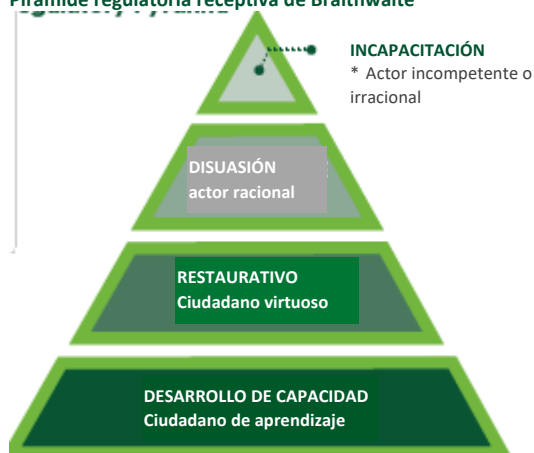 Pirámide regulatoria receptiva de Braithwaite
INCAPACITACIÓN
* Actor incompetente o
irracional
DISUASIÓN
actor racional
RESTAURATIVO
Ciudadano virtuoso
DESARROLLO DE CAPACIDAD
Ciudadano de aprendizaje